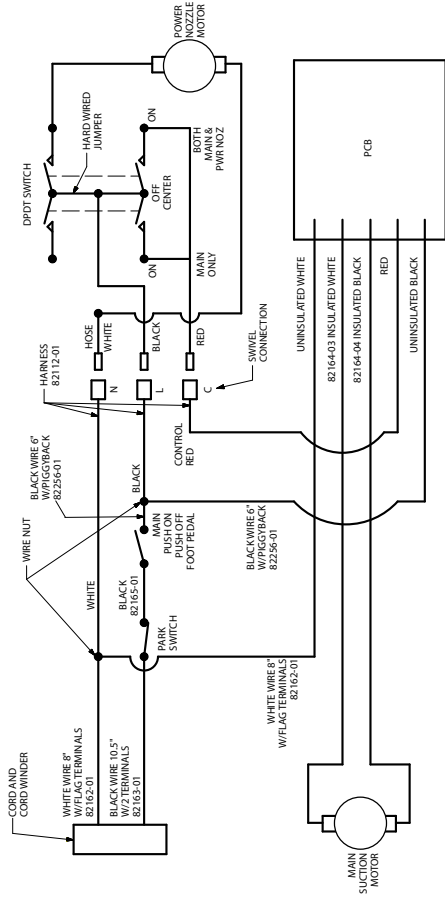 CORD AND
CORD WINDER
WHITE WIRE 8"
W/FLAG TERMINALS
82162-01
BLACK WIRE 10.5"
W/2 TERMINALS
82163-01
WIRE NUT
WHITE
PARK
SWITCH
BLACK
82165-01
MAIN
PUSH ON
PUSH OFF
FOOT PEDAL
BLACK WIRE 6"
W/PIGGYBACK
82256-01
BLACK
HARNESS
82112-01
N
L
C
CONTROL
RED
SWIVEL
CONNECTION
HOSE
WHITE
BLACK
RED
DPDT SWITCH
HARD WIRED
JUMPER
ON
OFF
CENTER
ON
MAIN
ONLY
BOTH
MAIN &
PWR NOZ
POWER
NOZZLE
MOTOR
WHITE WIRE 8"
W/FLAG TERMINALS
82162-01
BLACK WIRE 6"
W/PIGGYBACK
82256-01
MAIN
SUCTION
MOTOR
UNINSULATED WHITE
82164-03 INSULATED WHITE
82164-04 INSULATED BLACK
RED
UNINSULATED BLACK
PCB